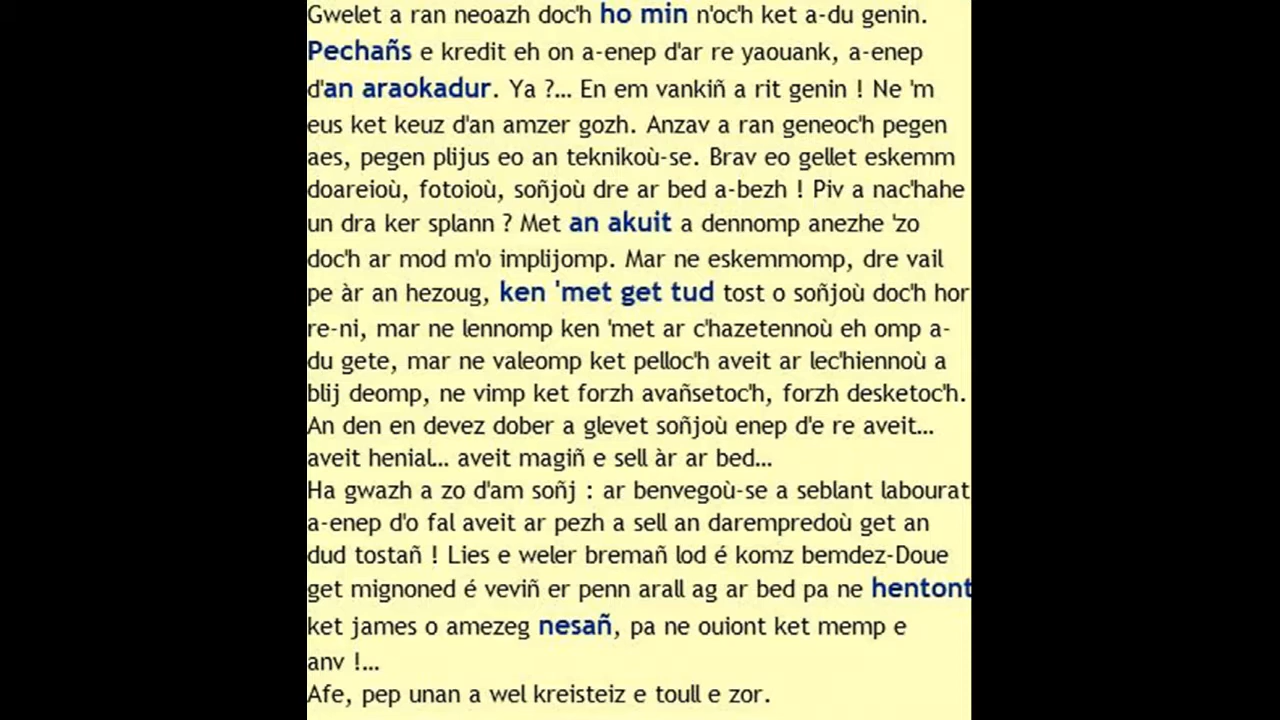 Gwelet a ran neoazh doc'h ho min n'oc'h ket a-du genin.
Pechañs e kredit eh on a-enep d'ar re yaouank, a-enep
d'an araokadur. Ya ?... En em vankiñ a rit genin ! Ne 'm
eus ket keuz d'an amzer gozh. Anzav a ran geneoc'h pegen
aes, pegen plijus eo an teknikoù-se. Brav eo gellet eskemm
doareioù, fotoioù, soñjoù dre ar bed a-bezh ! Piv a nac'hahe
un dra ker splann ? Met an akuit a dennomp anezhe 'zo
doc'h ar mod m'o implijomp. Mar ne eskemmomp, dre vail
pe àr an hezoug, ken 'met get tud tost o soñjoù doc'h hor
re-ni, mar ne lennomp ken 'met ar c'hazetennoù eh omp a-
du gete, mar ne valeomp ket pelloc'h aveit ar lec'hiennoù a
blij deomp, ne vimp ket forzh avañsetoc'h, forzh desketoc'h.
An den en devez dober a glevet soñjoù enep d'e re aveit...
aveit henial... aveit magiñ e sell àr ar bed...
Ha gwazh a zo d'am soñj : ar benvegoù-se a seblant labourat
a-enep d'o fal aveit ar pezh a sell an darempredoù get an
dud tostañ ! Lies e weler bremañ lod é komz bemdez-Doue
get mignoned é veviñ er penn arall ag ar bed pa ne hentont
ket james o amezeg nesañ, pa ne ouiont ket memp e
anv !...
Afe, pep unan a wel kreisteiz e toull e zor.